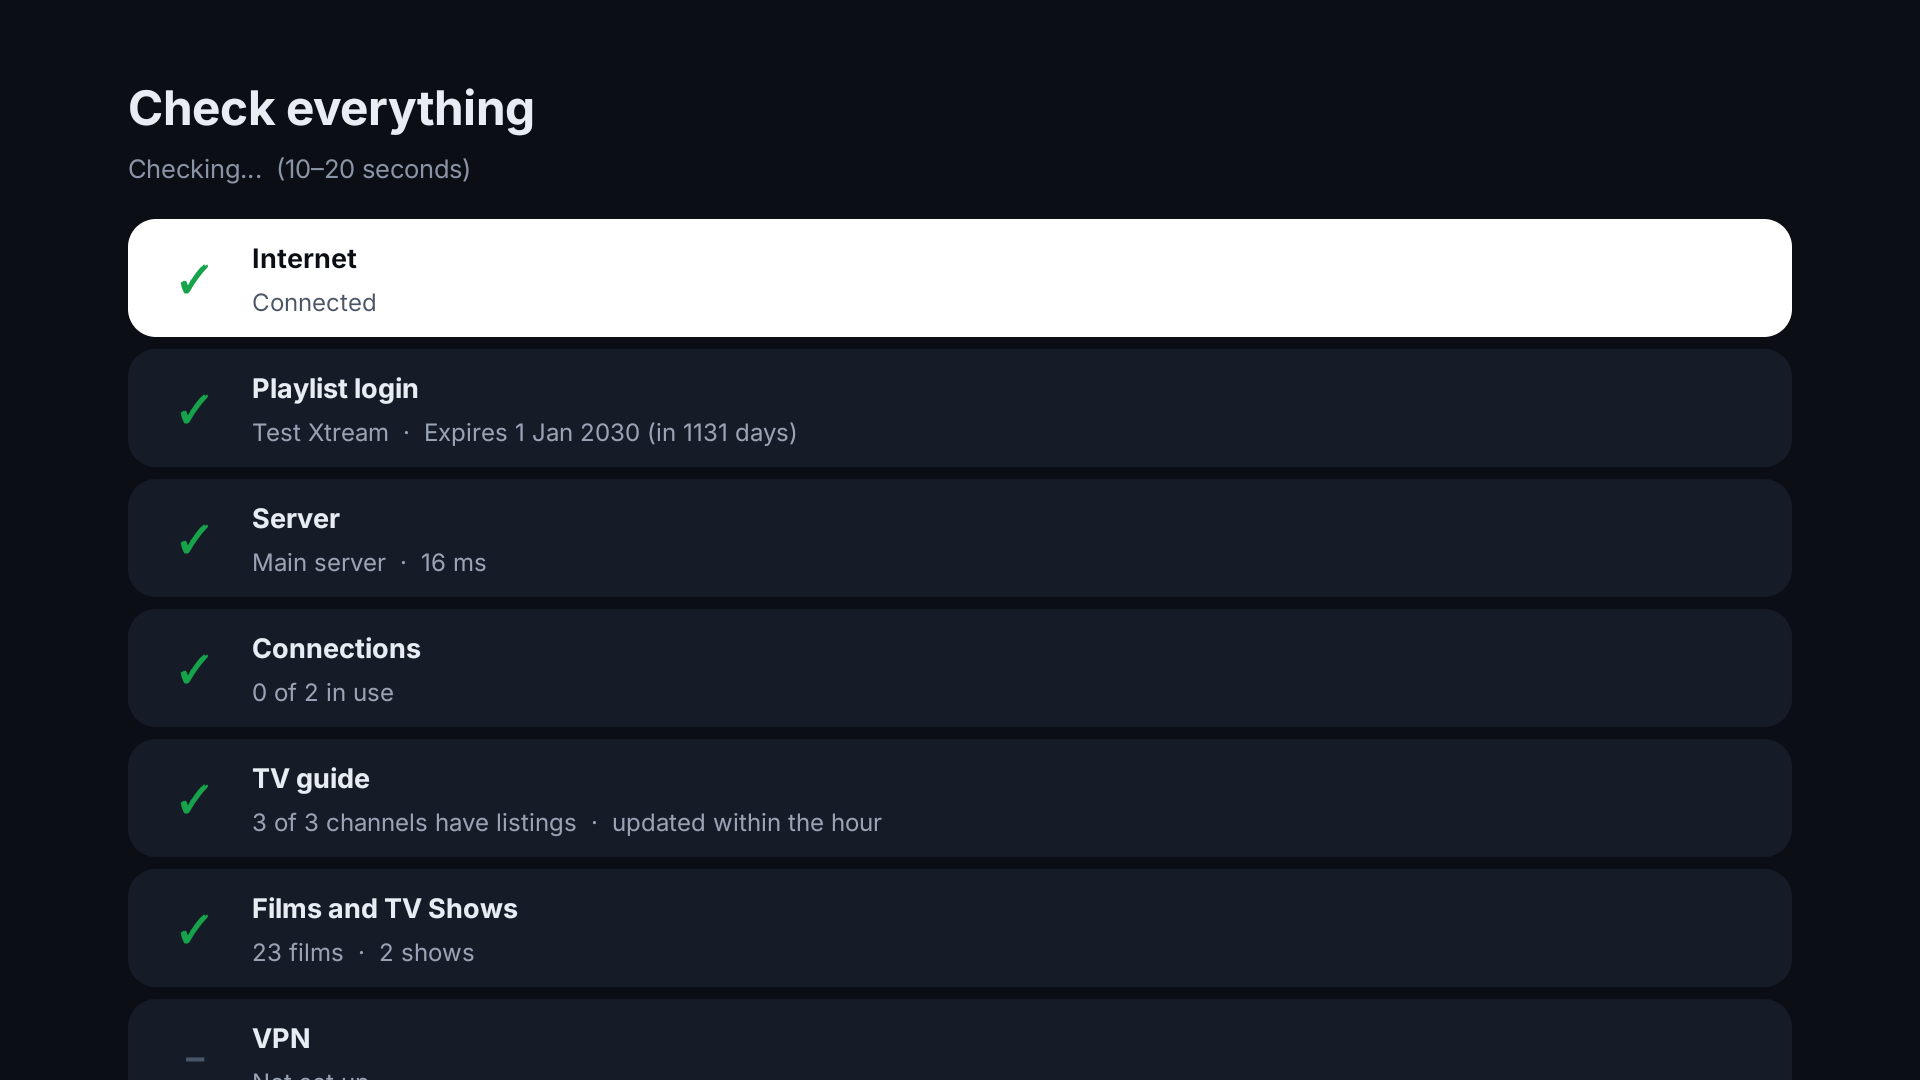 Check everything
Checking... (10–20 seconds)
✓ Internet
Connected
✓ Playlist login
Test Xtream · Expires 1 Jan 2030 (in 1131 days)
✓ Server
Main server · 16 ms
✓ Connections
0 of 2 in use
✓ TV guide
3 of 3 channels have listings · updated within the hour
✓ Films and TV Shows
23 films · 2 shows
– VPN